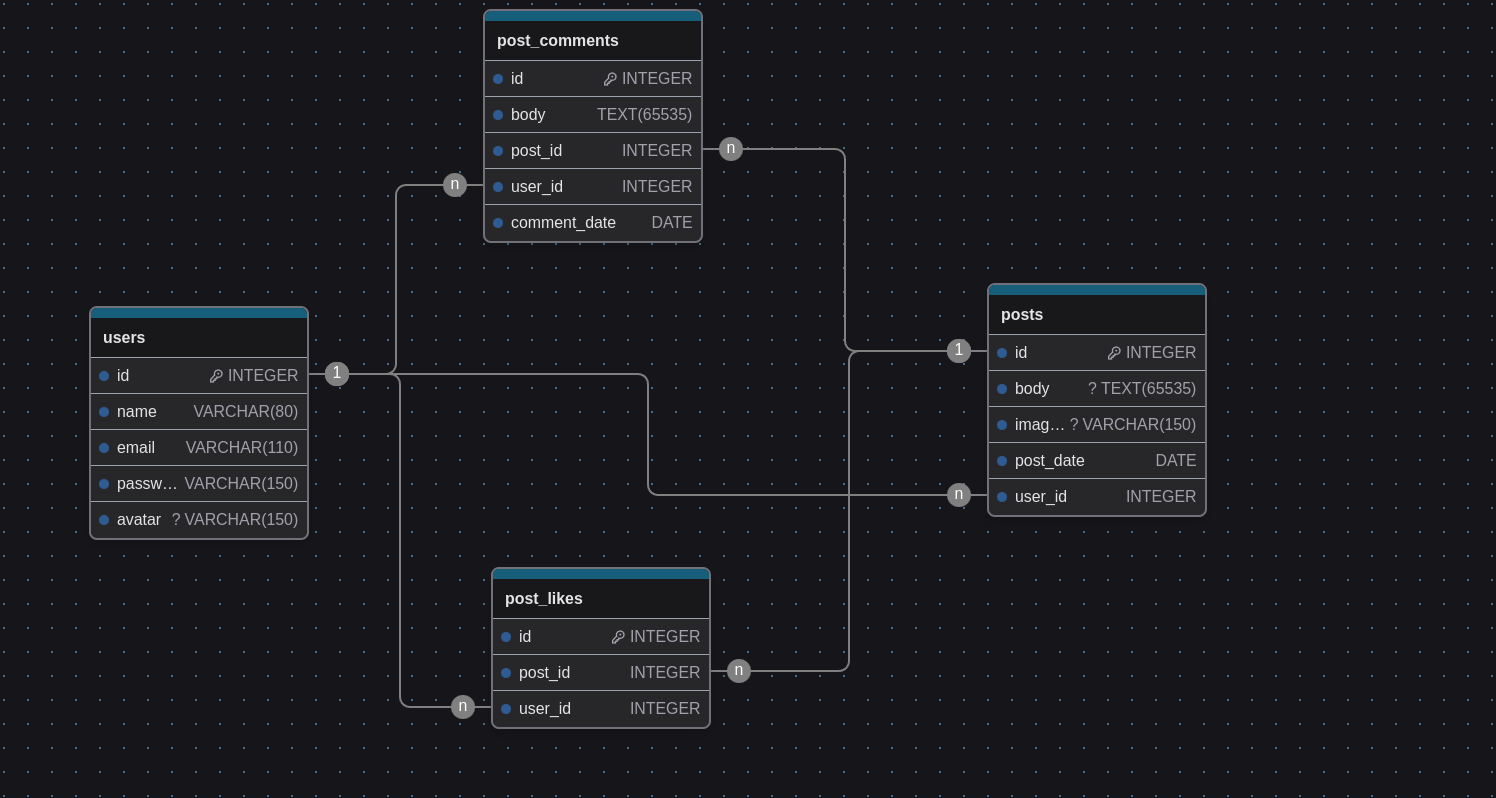 post_comments
id INTEGER
body TEXT(65535)
post_id INTEGER
user_id INTEGER
comment_date DATE
n
n
users
id INTEGER
name VARCHAR(80)
email VARCHAR(110)
passw… VARCHAR(150)
avatar ? VARCHAR(150)
1
posts
id INTEGER
body ? TEXT(65535)
imag… ? VARCHAR(150)
post_date DATE
user_id INTEGER
1
n
post_likes
id INTEGER
post_id INTEGER
user_id INTEGER
n
n